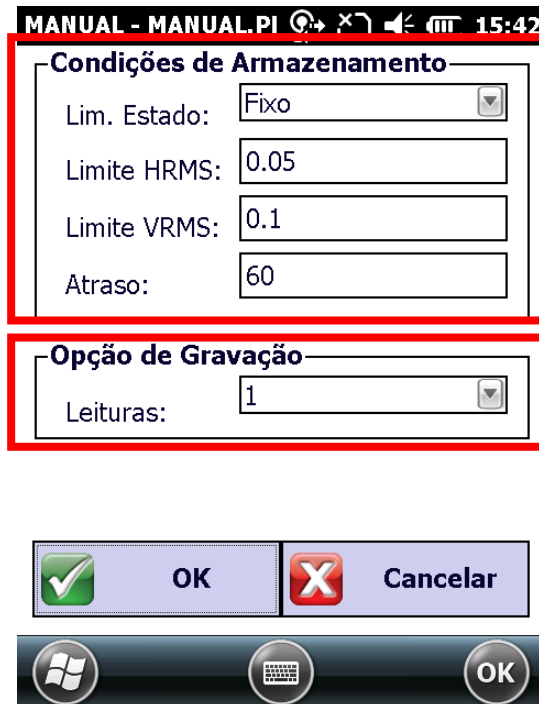 MANUAL - MANUAL.PI 15:42
Condições de Armazenamento
Lim. Estado: Fixo
Limite HRMS: 0.05
Limite VRMS: 0.1
Atraso: 60
Opção de Gravação
Leituras: 1
OK Cancelar
OK